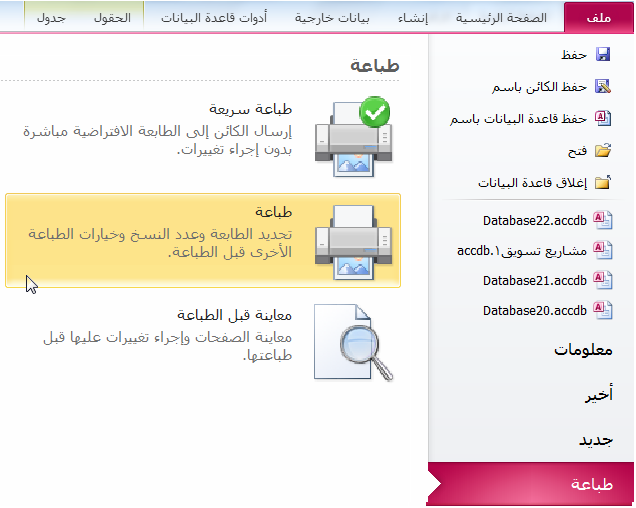 ملف
الصفحة الرئيسية
إنشاء
بيانات خارجية
أدوات قاعدة البيانات
الحقول
جدول
حفظ
حفظ الكائن باسم
حفظ قاعدة البيانات باسم
فتح
إغلاق قاعدة البيانات
Database22.accdb
مشاريع تسويق١.accdb
Database21.accdb
Database20.accdb
معلومات
أخير
جديد
طباعة
طباعة
طباعة سريعة
إرسال الكائن إلى الطابعة الافتراضية مباشرة
بدون إجراء تغييرات.
طباعة
تحديد الطابعة وعدد النسخ وخيارات الطباعة
الأخرى قبل الطباعة.
معاينة قبل الطباعة
معاينة الصفحات وإجراء تغييرات عليها قبل
طباعتها.